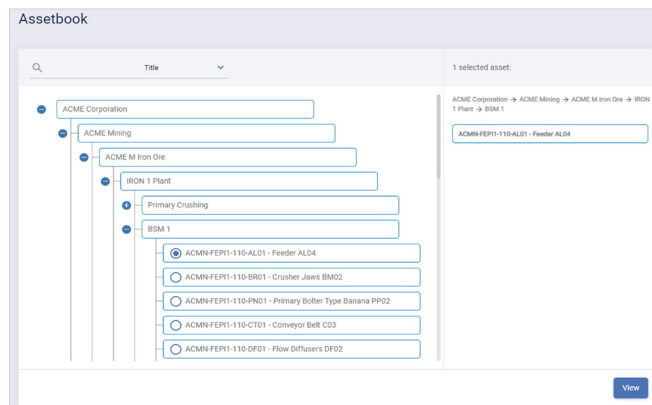 Assetbook
Title
1 selected asset:
ACME Corporation
ACME Mining
ACME M Iron Ore
IRON 1 Plant
Primary Crushing
BSM 1
ACMN-FEPI1-110-AL01 - Feeder AL04
ACMN-FEPI1-110-BR01 - Crusher Jaws BM02
ACMN-FEPI1-110-PN01 - Primary Bolter Type Banana PP02
ACMN-FEPI1-110-CT01 - Conveyor Belt C03
ACMN-FEPI1-110-DF01 - Flow Diffusers DF02
ACME Corporation → ACME Mining → ACME M Iron Ore → IRON
1 Plant → BSM 1
ACMN-FEPI1-110-AL01 - Feeder AL04
View